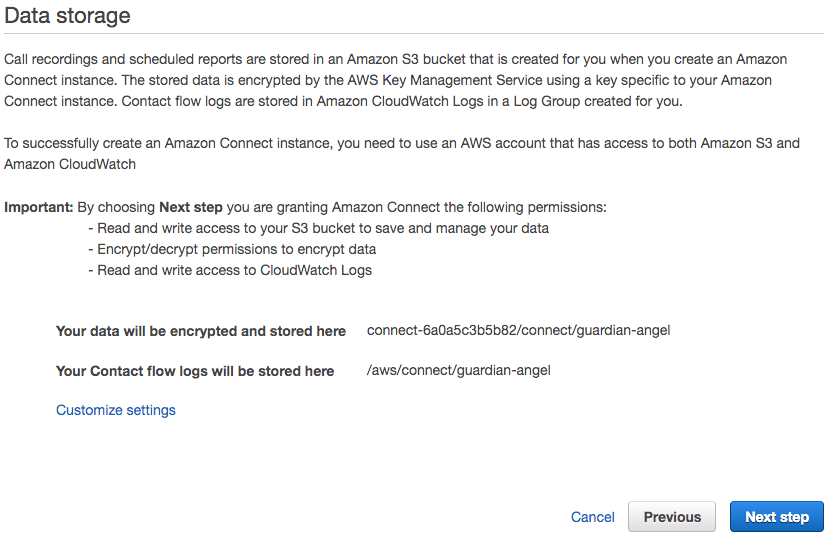 Data storage
Call recordings and scheduled reports are stored in an Amazon S3 bucket that is created for you when you create an Amazon
Connect instance. The stored data is encrypted by the AWS Key Management Service using a key specific to your Amazon
Connect instance. Contact flow logs are stored in Amazon CloudWatch Logs in a Log Group created for you.
To successfully create an Amazon Connect instance, you need to use an AWS account that has access to both Amazon S3 and
Amazon CloudWatch
Important: By choosing Next step you are granting Amazon Connect the following permissions:
- Read and write access to your S3 bucket to save and manage your data
- Encrypt/decrypt permissions to encrypt data
- Read and write access to CloudWatch Logs
Your data will be encrypted and stored here connect-6a0a5c3b5b82/connect/guardian-angel
Your Contact flow logs will be stored here /aws/connect/guardian-angel
Customize settings
Cancel Previous Next step